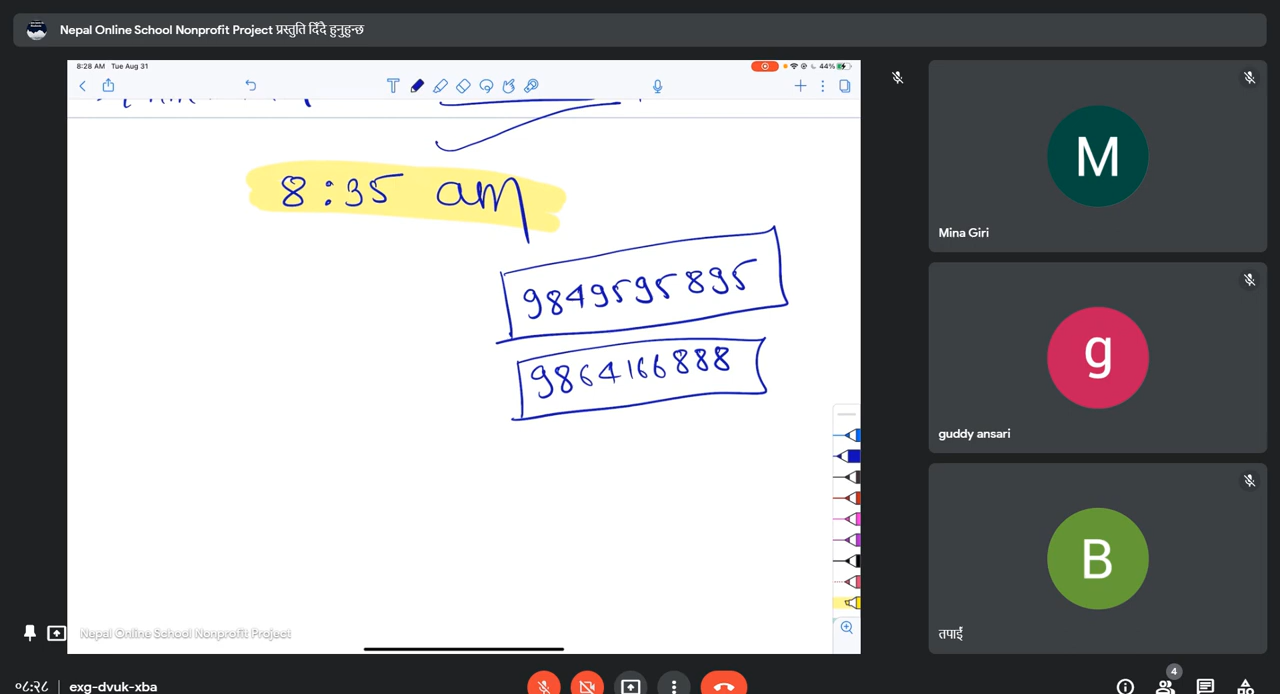 Nepal Online School Nonprofit Project प्रस्तुति दिँदै हुनुहुन्छ
8:28 AM Tue Aug 31
44%
8:35 am
9849595895
9864166888
Nepal Online School Nonprofit Project
M
Mina Giri
g
guddy ansari
B
तपाईं
०८:२८
exg-dvuk-xba
4